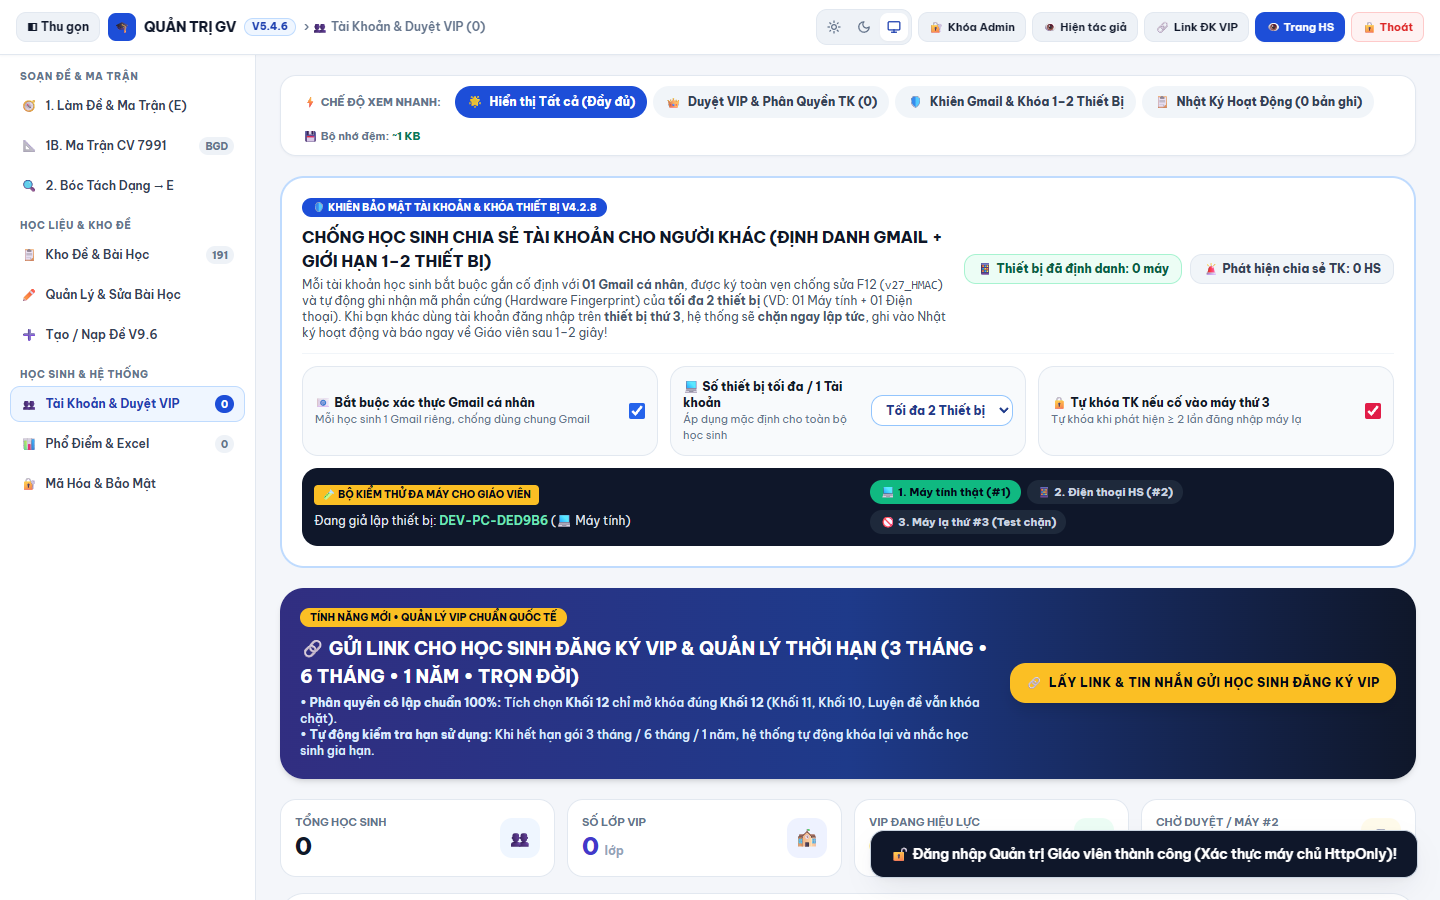 Thu gọn
QUẢN TRỊ GV
V5.4.6
› Tài Khoản & Duyệt VIP (0)
Khóa Admin
Hiện tác giả
Link ĐK VIP
Trang HS
Thoát
SOẠN ĐỀ & MA TRẬN
1. Làm Đề & Ma Trận (E)
1B. Ma Trận CV 7991
BGD
2. Bóc Tách Dạng → E
HỌC LIỆU & KHO ĐỀ
Kho Đề & Bài Học
191
Quản Lý & Sửa Bài Học
Tạo / Nạp Đề V9.6
HỌC SINH & HỆ THỐNG
Tài Khoản & Duyệt VIP
0
Phổ Điểm & Excel
0
Mã Hóa & Bảo Mật
CHẾ ĐỘ XEM NHANH:
Hiển thị Tất cả (Đầy đủ)
Duyệt VIP & Phân Quyền TK (0)
Khiên Gmail & Khóa 1–2 Thiết Bị
Nhật Ký Hoạt Động (0 bản ghi)
Bộ nhớ đệm: ~1 KB
KHIÊN BẢO MẬT TÀI KHOẢN & KHÓA THIẾT BỊ V4.2.8
CHỐNG HỌC SINH CHIA SẺ TÀI KHOẢN CHO NGƯỜI KHÁC (ĐỊNH DANH GMAIL +
GIỚI HẠN 1–2 THIẾT BỊ)
Mỗi tài khoản học sinh bắt buộc gắn cố định với 01 Gmail cá nhân, được ký toàn vẹn chống sửa F12 (v27_HMAC)
và tự động ghi nhận mã phần cứng (Hardware Fingerprint) của tối đa 2 thiết bị (VD: 01 Máy tính + 01 Điện
thoại). Khi bạn khác dùng tài khoản đăng nhập trên thiết bị thứ 3, hệ thống sẽ chặn ngay lập tức, ghi vào Nhật
ký hoạt động và báo ngay về Giáo viên sau 1–2 giây!
Thiết bị đã định danh: 0 máy
Phát hiện chia sẻ TK: 0 HS
Bắt buộc xác thực Gmail cá nhân
Mỗi học sinh 1 Gmail riêng, chống dùng chung Gmail
Số thiết bị tối đa / 1 Tài
khoản
Áp dụng mặc định cho toàn bộ
học sinh
Tối đa 2 Thiết bị
Tự khóa TK nếu cố vào máy thứ 3
Tự khóa khi phát hiện ≥ 2 lần đăng nhập máy lạ
BỘ KIỂM THỬ ĐA MÁY CHO GIÁO VIÊN
Đang giả lập thiết bị: DEV-PC-DED9B6 (Máy tính)
1. Máy tính thật (#1)
2. Điện thoại HS (#2)
3. Máy lạ thứ #3 (Test chặn)
TÍNH NĂNG MỚI • QUẢN LÝ VIP CHUẨN QUỐC TẾ
GỬI LINK CHO HỌC SINH ĐĂNG KÝ VIP & QUẢN LÝ THỜI HẠN (3 THÁNG •
6 THÁNG • 1 NĂM • TRỌN ĐỜI)
• Phân quyền cô lập chuẩn 100%: Tích chọn Khối 12 chỉ mở khóa đúng Khối 12 (Khối 11, Khối 10, Luyện đề vẫn khóa
chặt).
• Tự động kiểm tra hạn sử dụng: Khi hết hạn gói 3 tháng / 6 tháng / 1 năm, hệ thống tự động khóa lại và nhắc học
sinh gia hạn.
LẤY LINK & TIN NHẮN GỬI HỌC SINH ĐĂNG KÝ VIP
TỔNG HỌC SINH
0
SỐ LỚP VIP
0 lớp
VIP ĐANG HIỆU LỰC
CHỜ DUYỆT / MÁY #2
Đăng nhập Quản trị Giáo viên thành công (Xác thực máy chủ HttpOnly)!